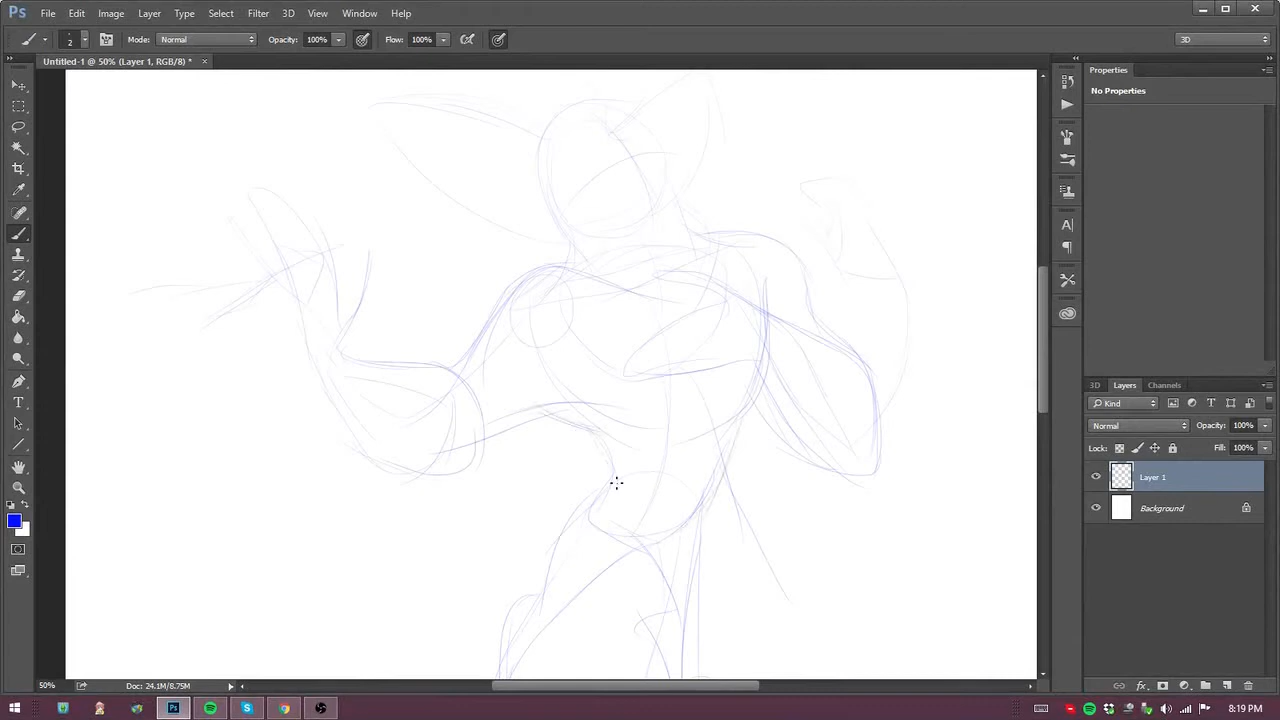 Ps File Edit Image Layer Type Select Filter 3D View Window Help
2 Mode: Normal Opacity: 100% Flow: 100% 3D
Untitled-1 @ 50% (Layer 1, RGB/8) * ×
Properties
No Properties
3D Layers Channels
Kind
Normal Opacity: 100%
Lock: Fill: 100%
Layer 1
Background
50% Doc: 24.1M/8.75M
Ps 8:19 PM